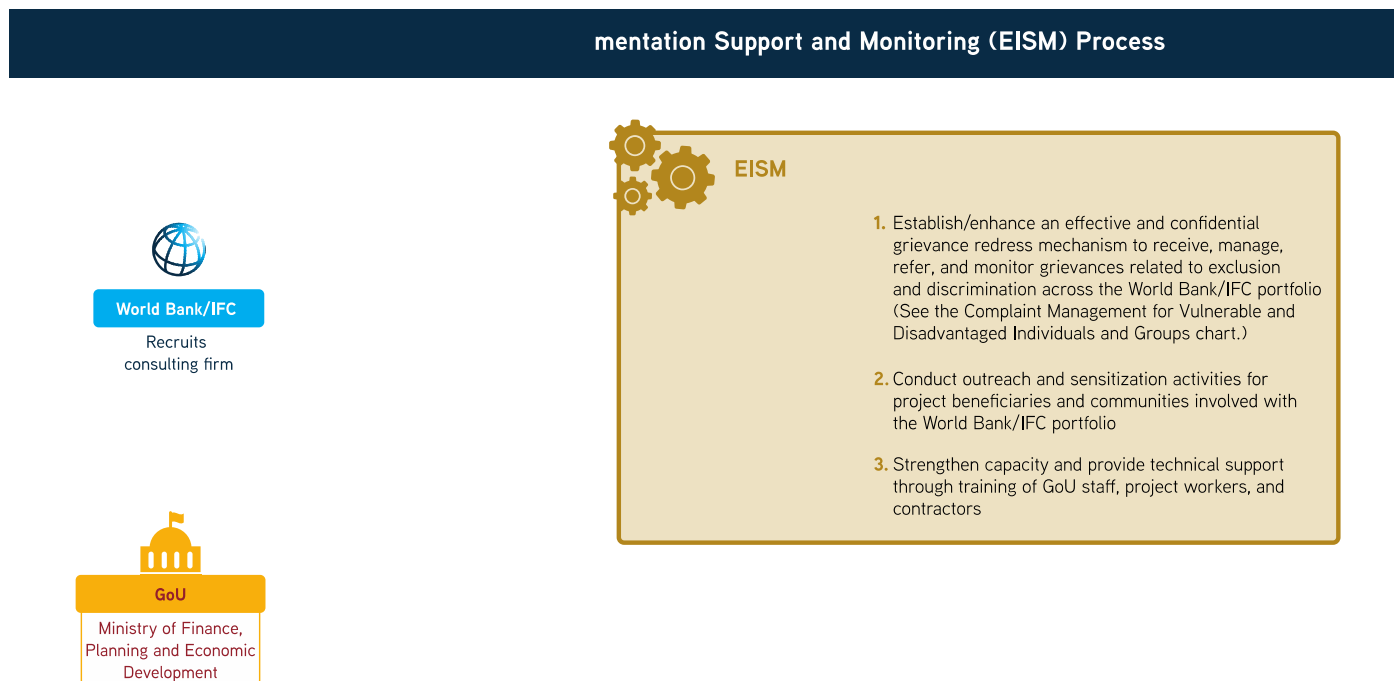 mentation Support and Monitoring (EISM) Process
EISM
1. Establish/enhance an effective and confidential
grievance redress mechanism to receive, manage,
refer, and monitor grievances related to exclusion
and discrimination across the World Bank/IFC portfolio
(See the Complaint Management for Vulnerable and
Disadvantaged Individuals and Groups chart.)
2. Conduct outreach and sensitization activities for
project beneficiaries and communities involved with
the World Bank/IFC portfolio
3. Strengthen capacity and provide technical support
through training of GoU staff, project workers, and
contractors
World Bank/IFC
Recruits
consulting firm
GoU
Ministry of Finance,
Planning and Economic
Development